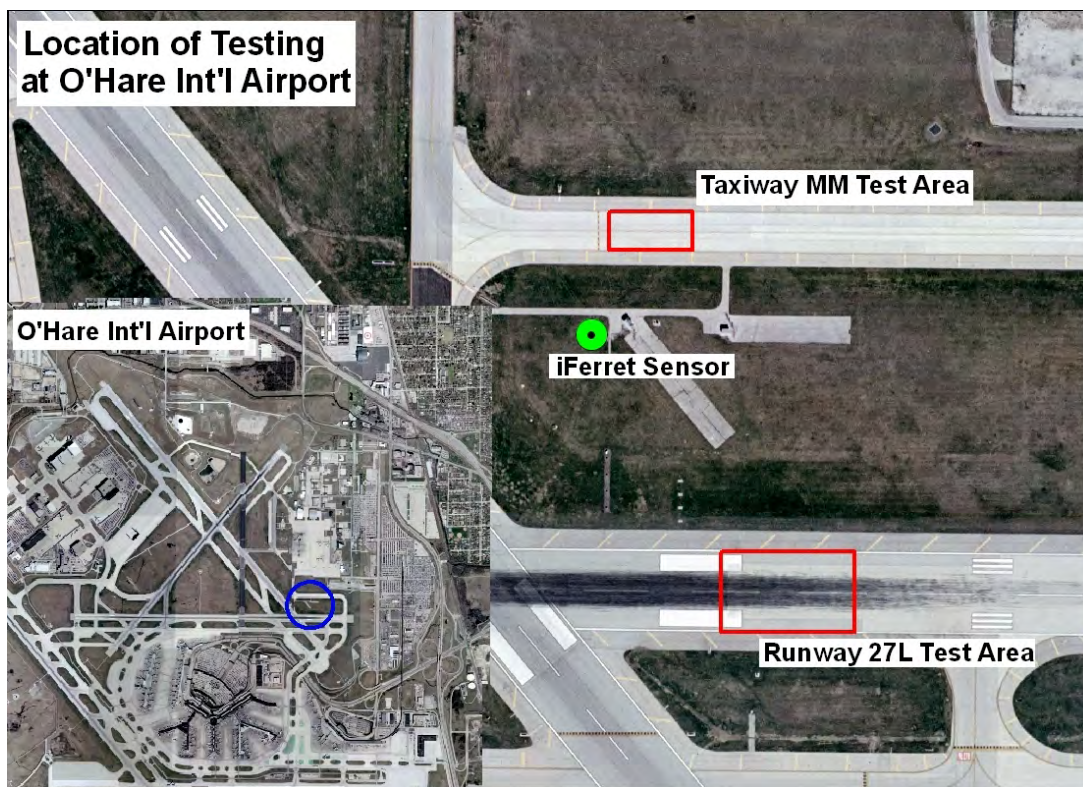 Location of Testing
at O'Hare Int'l Airport
Taxiway MM Test Area
O'Hare Int'l Airport
iFerret Sensor
Runway 27L Test Area